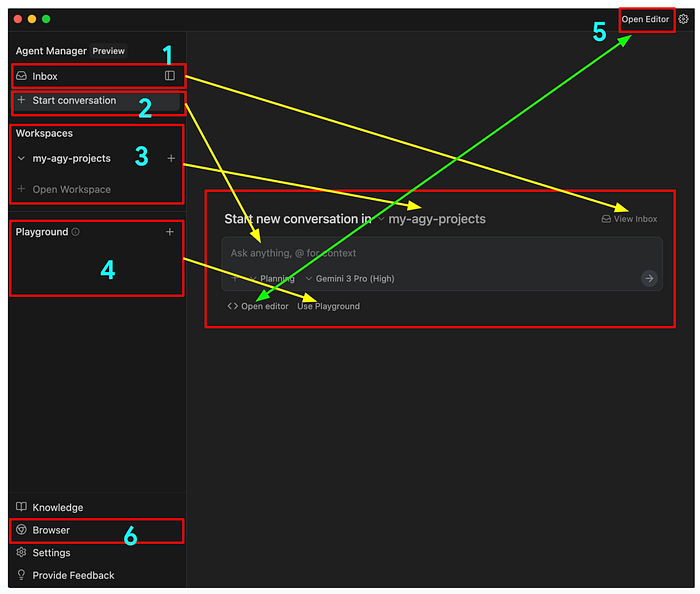 Open Editor
5
Agent Manager Preview
1
Inbox
Start conversation
2
Workspaces
my-agy-projects
3
Open Workspace
Playground
4
Start new conversation in my-agy-projects
View Inbox
Ask anything, @ for context
Planning Gemini 3 Pro (High)
Open editor Use Playground
Knowledge
Browser
6
Settings
Provide Feedback